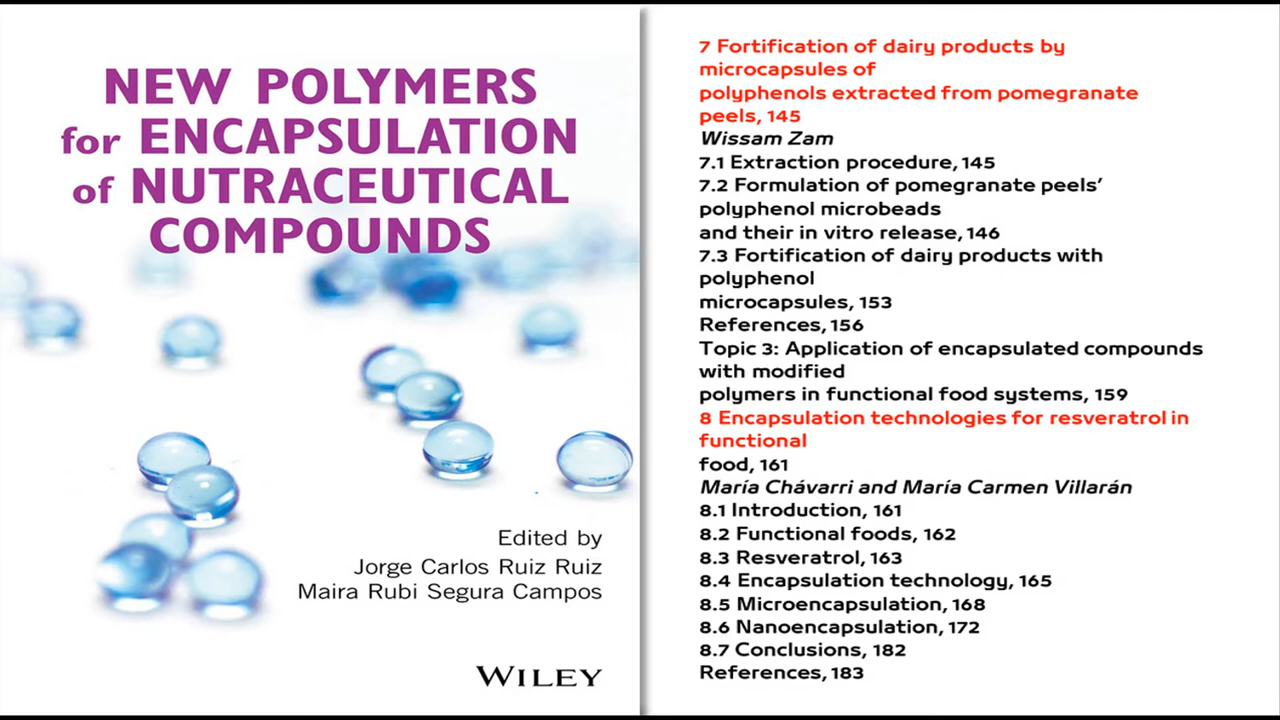 NEW POLYMERS
for ENCAPSULATION
of NUTRACEUTICAL
COMPOUNDS
Edited by
Jorge Carlos Ruiz Ruiz
Maira Rubi Segura Campos
WILEY
7 Fortification of dairy products by
microcapsules of
polyphenols extracted from pomegranate
peels, 145
Wissam Zam
7.1 Extraction procedure, 145
7.2 Formulation of pomegranate peels’
polyphenol microbeads
and their in vitro release, 146
7.3 Fortification of dairy products with
polyphenol
microcapsules, 153
References, 156
Topic 3: Application of encapsulated compounds
with modified
polymers in functional food systems, 159
8 Encapsulation technologies for resveratrol in
functional
food, 161
María Chávarri and María Carmen Villarán
8.1 Introduction, 161
8.2 Functional foods, 162
8.3 Resveratrol, 163
8.4 Encapsulation technology, 165
8.5 Microencapsulation, 168
8.6 Nanoencapsulation, 172
8.7 Conclusions, 182
References, 183